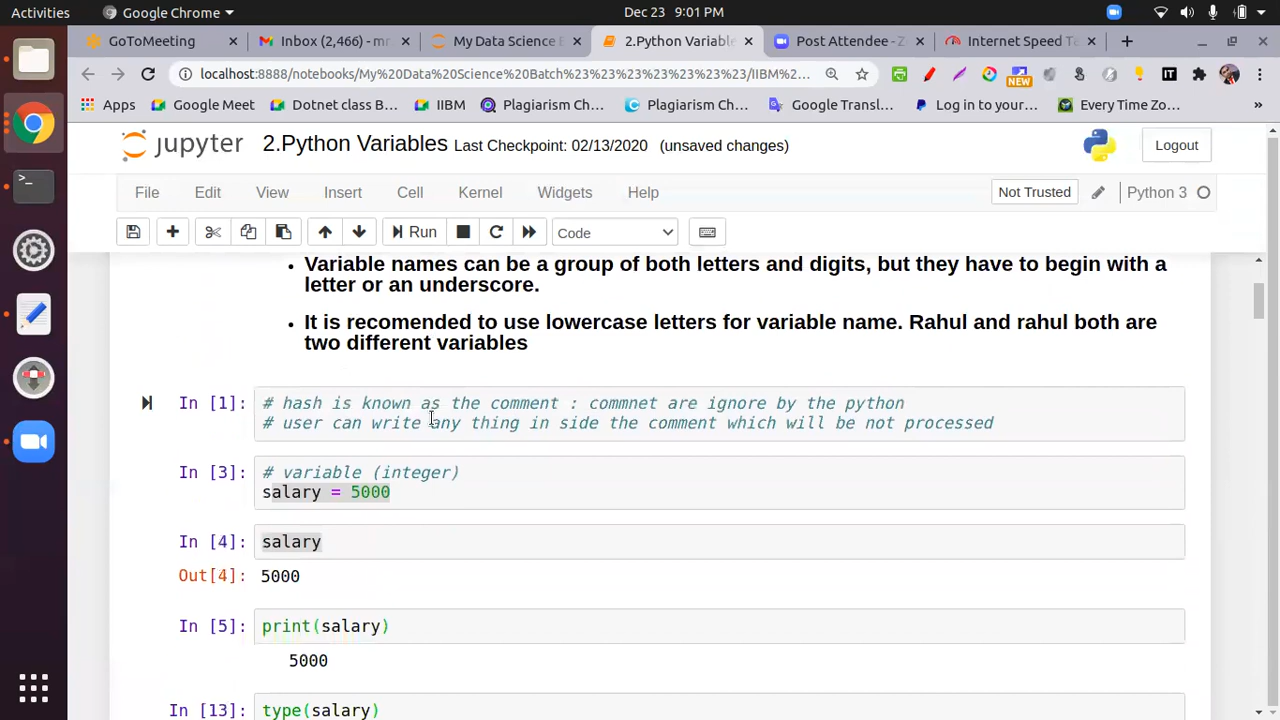 Activities Google Chrome Dec 23 9:01 PM
GoToMeeting Inbox (2,466) - mr My Data Science B 2.Python Variable Post Attendee - Z Internet Speed Te
localhost:8888/notebooks/My%20Data%20Science%20Batch%23%23%23%23%23%23%23/IIBM%2... NEW IT
Apps Google Meet Dotnet class B... IIBM Plagiarism Ch... Plagiarism Ch... Google Transl... Log in to your... Every Time Zo...
jupyter 2.Python Variables Last Checkpoint: 02/13/2020 (unsaved changes) Logout
File Edit View Insert Cell Kernel Widgets Help Not Trusted Python 3
Run Code
• Variable names can be a group of both letters and digits, but they have to begin with a
letter or an underscore.
• It is recomended to use lowercase letters for variable name. Rahul and rahul both are
two different variables
In [1]: # hash is known as the comment : commnet are ignore by the python
# user can write any thing in side the comment which will be not processed
In [3]: # variable (integer)
salary = 5000
In [4]: salary
Out[4]: 5000
In [5]: print(salary)
5000
In [13]: type(salary)